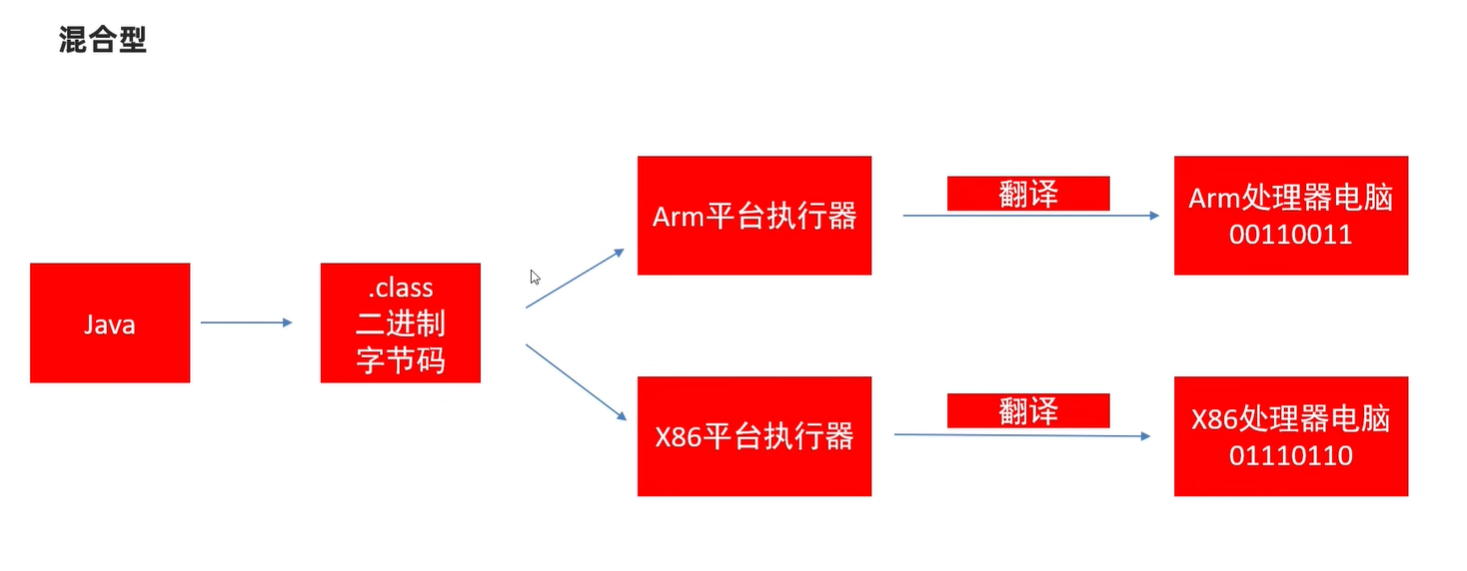 混合型
Java
.class
二进制
字节码
Arm平台执行器
翻译
Arm处理器电脑
00110011
X86平台执行器
翻译
X86处理器电脑
01110110